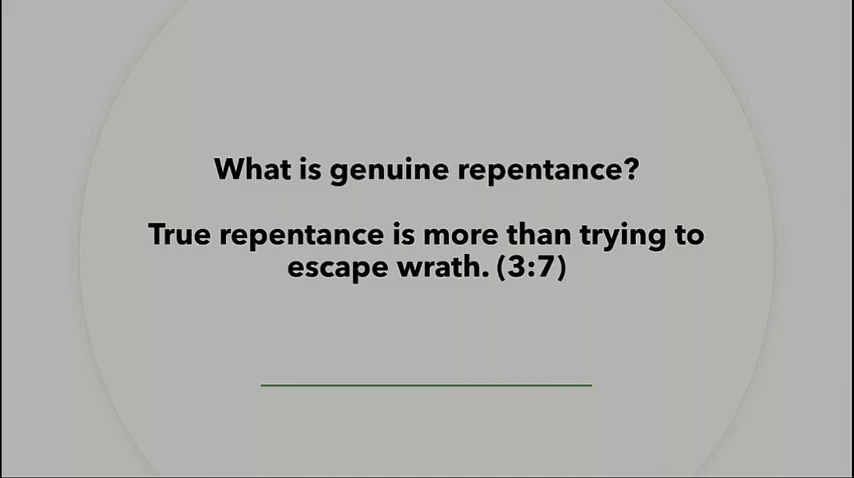 What is genuine repentance?
True repentance is more than trying to
escape wrath. (3:7)